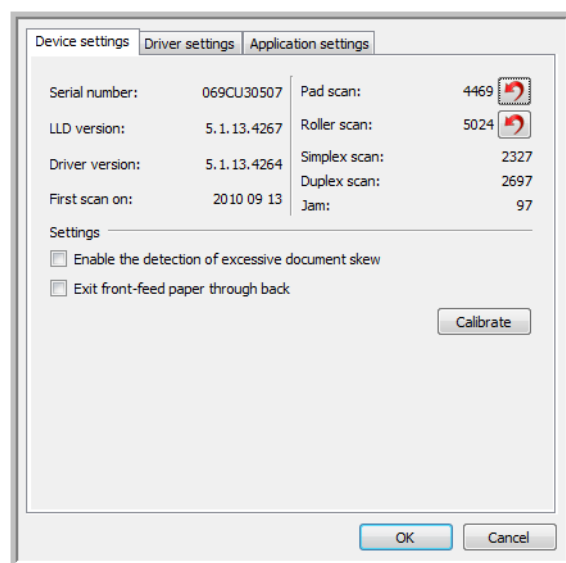 Device settings Driver settings Application settings
Serial number: 069CU30507
LLD version: 5.1.13.4267
Driver version: 5.1.13.4264
First scan on: 2010 09 13
Pad scan: 4469
Roller scan: 5024
Simplex scan: 2327
Duplex scan: 2697
Jam: 97
Settings
Enable the detection of excessive document skew
Exit front-feed paper through back
Calibrate
OK Cancel